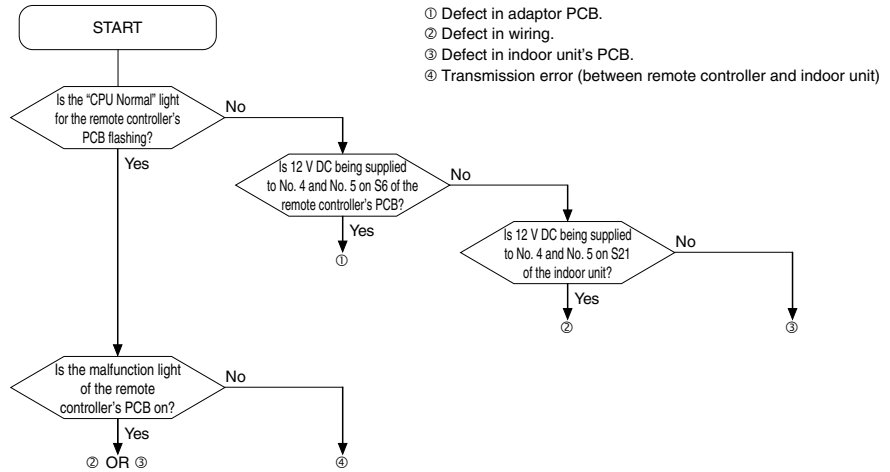 START
① Defect in adaptor PCB.
② Defect in wiring.
③ Defect in indoor unit's PCB.
④ Transmission error (between remote controller and indoor unit)
Is the “CPU Normal” light
for the remote controller's
PCB flashing?
No
Yes
Is 12 V DC being supplied
to No. 4 and No. 5 on S6 of the
remote controller's PCB?
No
Yes
①
Is 12 V DC being supplied
to No. 4 and No. 5 on S21
of the indoor unit?
No
Yes
②
③
Is the malfunction light
of the remote
controller's PCB on?
No
Yes
② OR ③
④